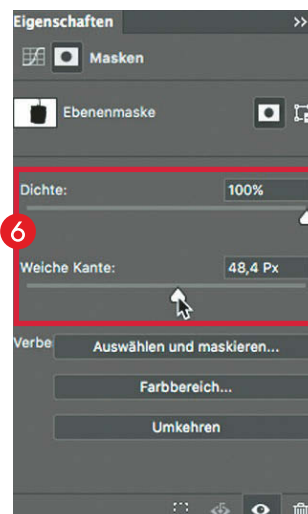 Eigenschaften
Masken
Ebenenmaske
Dichte: 100%
6
Weiche Kante: 48,4 Px
Verbe Auswählen und maskieren...
Farbbereich...
Umkehren